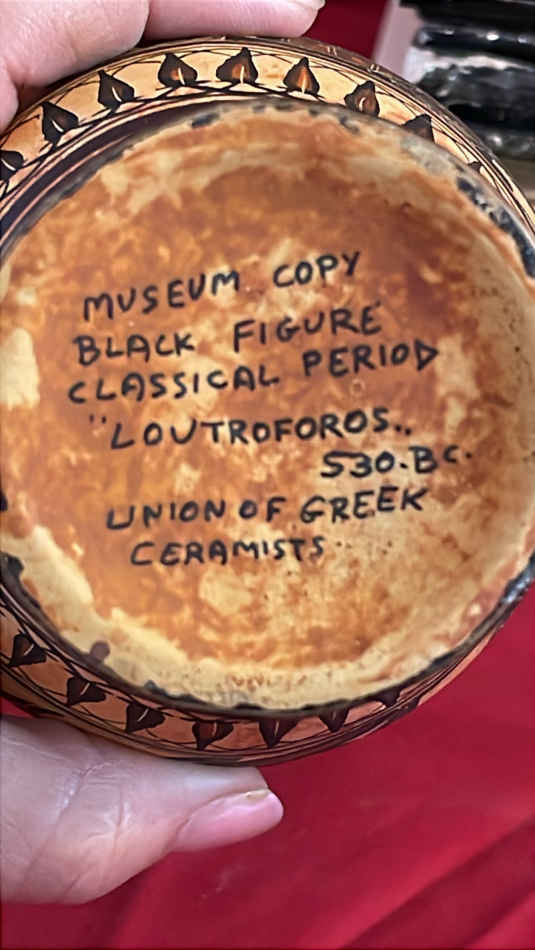 MUSEUM COPY
BLACK FIGURE
CLASSICAL PERIOD
"LOUTROFOROS..
530.BC.
UNION OF GREEK
CERAMISTS